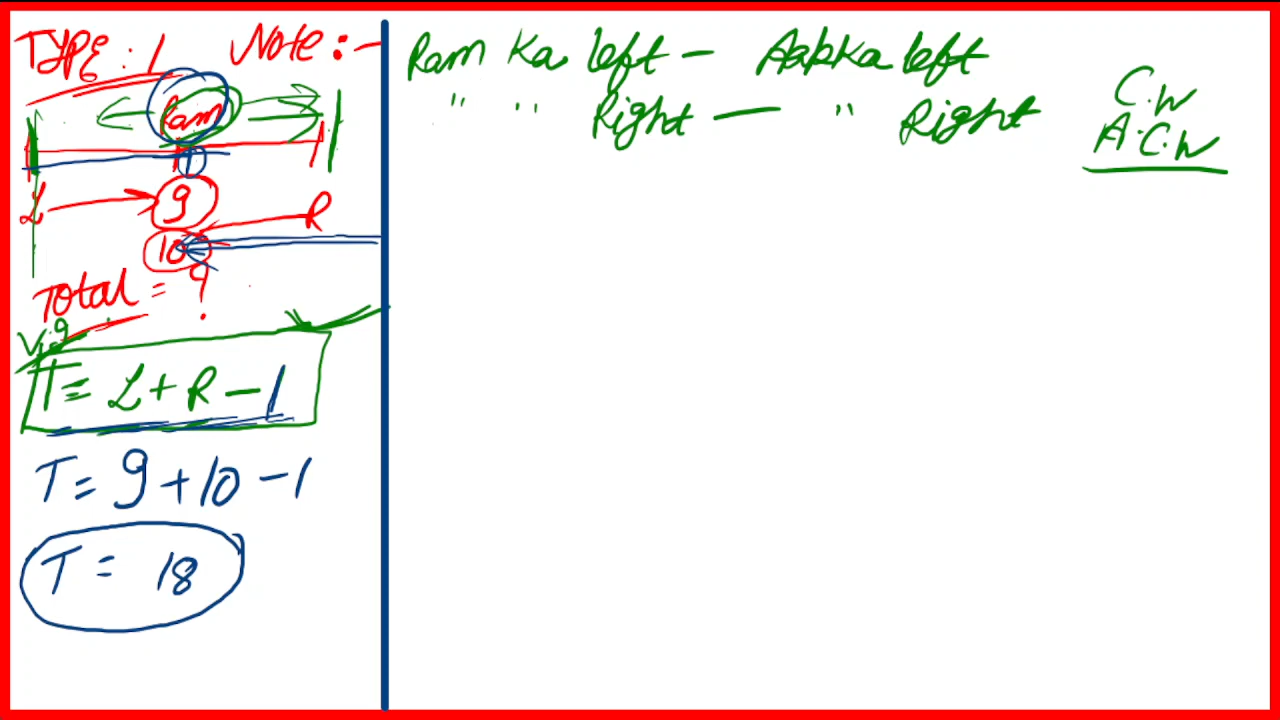 TYPE : 1 Note :-
Ram
1
L 9 R
10
Total = ?
V.i.g
T = L + R - 1
T = 9 + 10 - 1
T = 18
Ram Ka left - Aapka left
" " Right - " Right
C.W
A.C.W